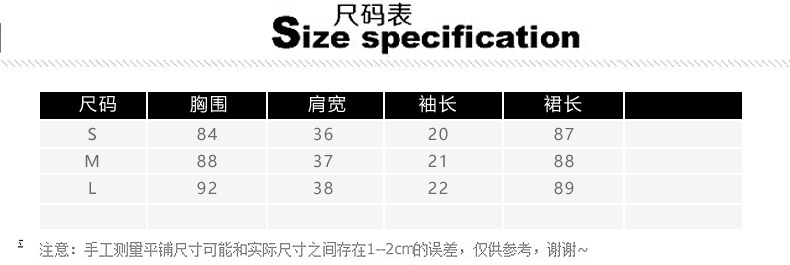 尺码表
Size specification
尺码 胸围 肩宽 袖长 裙长
S 84 36 20 87
M 88 37 21 88
L 92 38 22 89
注意：手工测量平铺尺寸可能和实际尺寸之间存在1--2cm的误差，仅供参考，谢谢~